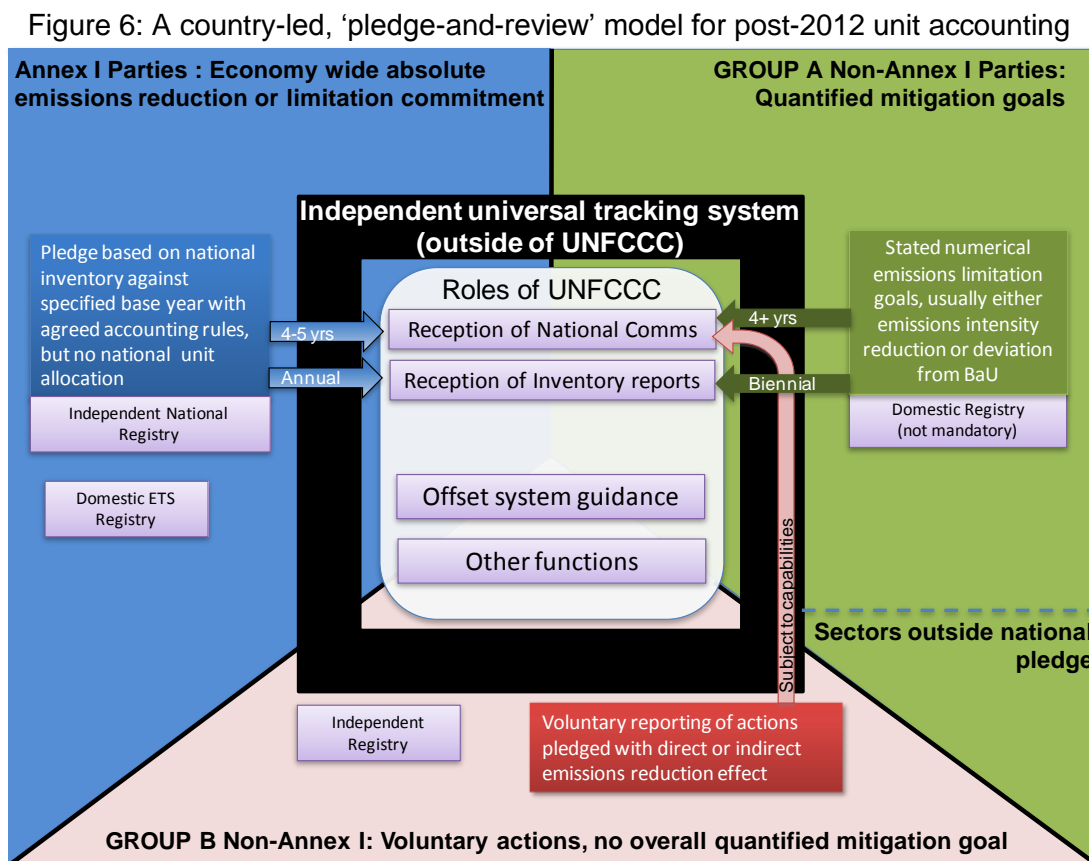 Figure 6: A country-led, ‘pledge-and-review’ model for post-2012 unit accounting
Annex I Parties : Economy wide absolute
emissions reduction or limitation commitment
GROUP A Non-Annex I Parties:
Quantified mitigation goals
Independent universal tracking system
(outside of UNFCCC)
Pledge based on national
inventory against
specified base year with
agreed accounting rules,
but no national unit
allocation
Independent National
Registry
Domestic ETS
Registry
4-5 yrs
Annual
Roles of UNFCCC
Reception of National Comms
Reception of Inventory reports
Offset system guidance
Other functions
4+ yrs
Biennial
Stated numerical
emissions limitation
goals, usually either
emissions intensity
reduction or deviation
from BaU
Domestic Registry
(not mandatory)
Subject to capabilities
Sectors outside national
pledge
Independent
Registry
Voluntary reporting of actions
pledged with direct or indirect
emissions reduction effect
GROUP B Non-Annex I: Voluntary actions, no overall quantified mitigation goal